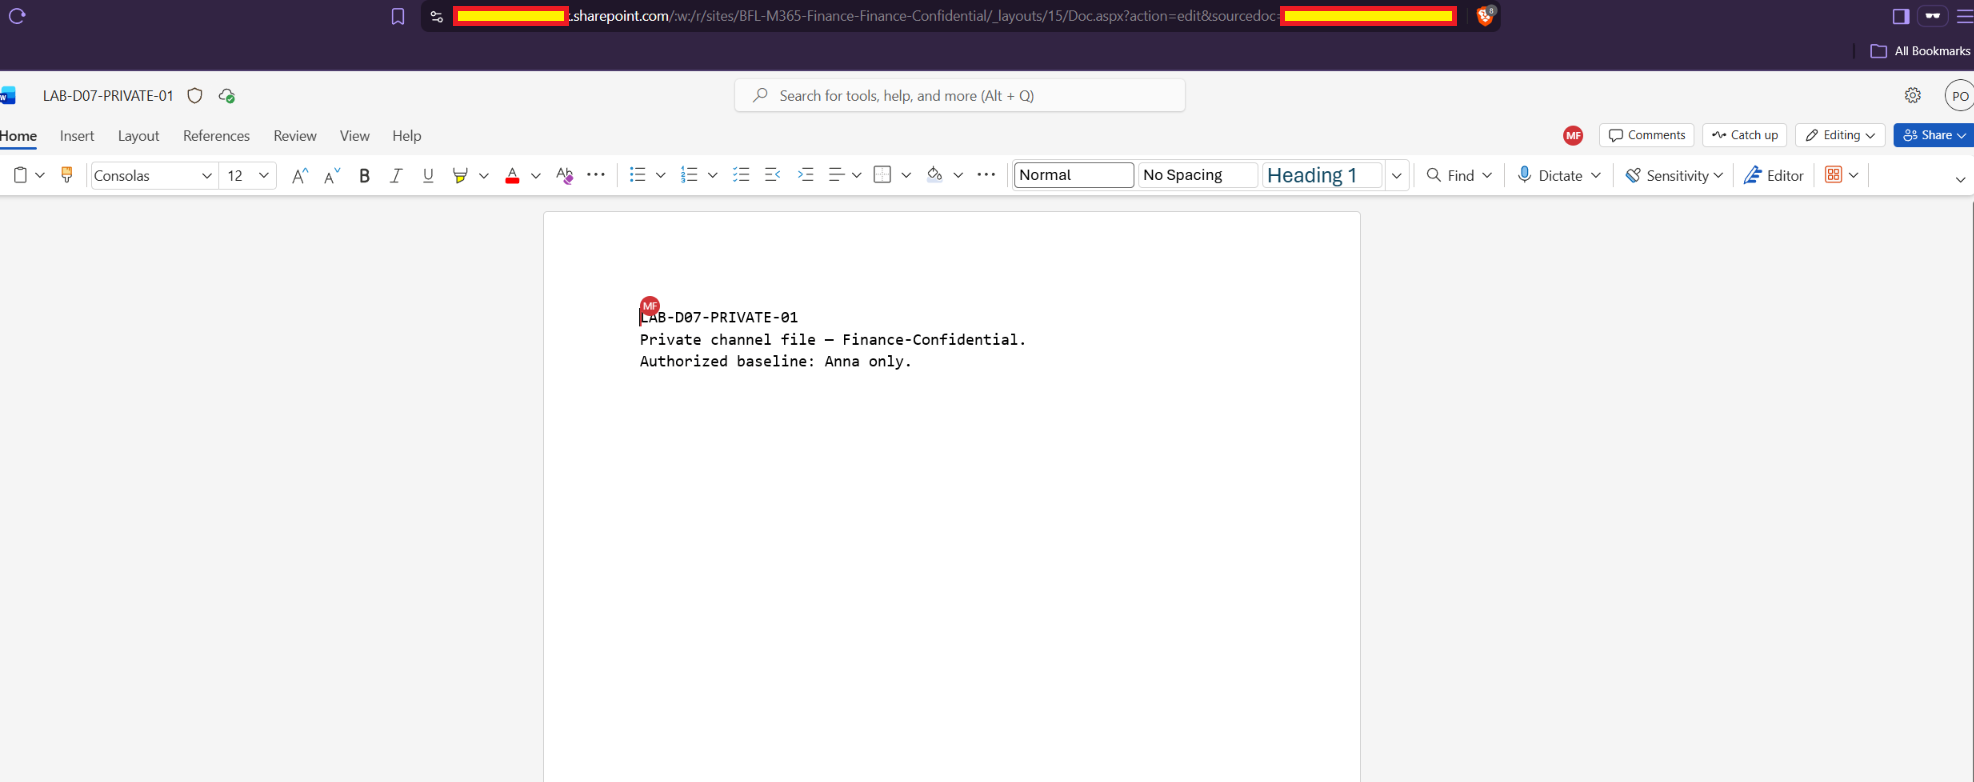 .sharepoint.com/:w:/r/sites/BFL-M365-Finance-Finance-Confidential/_layouts/15/Doc.aspx?action=edit&sourcedoc=
8
All Bookmarks
W
LAB-D07-PRIVATE-01
Search for tools, help, and more (Alt + Q)
PO
Home Insert Layout References Review View Help
MF Comments Catch up Editing Share
Consolas 12 A A B I U A Ab Normal No Spacing Heading 1 Find Dictate Sensitivity Editor
MF
LAB-D07-PRIVATE-01
Private channel file – Finance-Confidential.
Authorized baseline: Anna only.